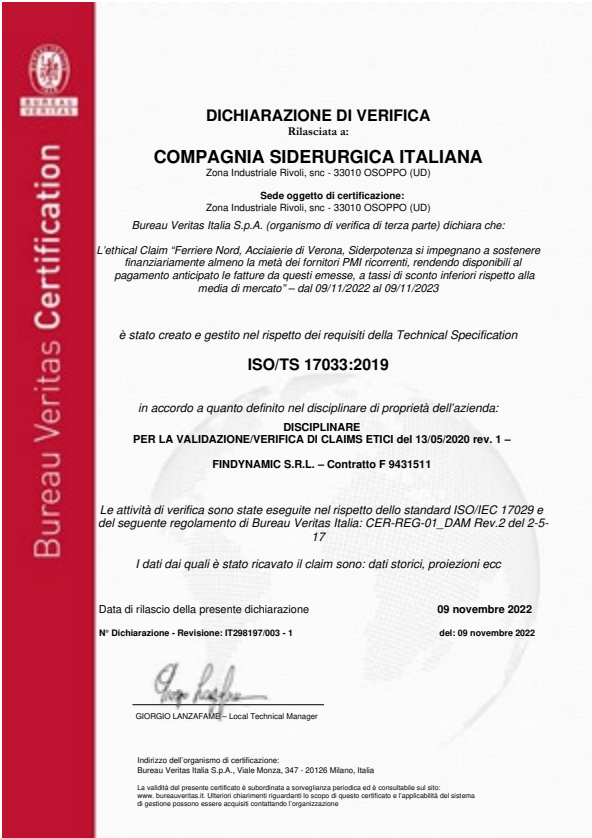 BUREAU
VERITAS
Bureau Veritas Certification
DICHIARAZIONE DI VERIFICA
Rilasciata a:
COMPAGNIA SIDERURGICA ITALIANA
Zona Industriale Rivoli, snc - 33010 OSOPPO (UD)
Sede oggetto di certificazione:
Zona Industriale Rivoli, snc - 33010 OSOPPO (UD)
Bureau Veritas Italia S.p.A. (organismo di verifica di terza parte) dichiara che:
L'ethical Claim “Ferriere Nord, Acciaierie di Verona, Siderpotenza si impegnano a sostenere
finanziariamente almeno la metà dei fornitori PMI ricorrenti, rendendo disponibili al
pagamento anticipato le fatture da questi emesse, a tassi di sconto inferiori rispetto alla
media di mercato” – dal 09/11/2022 al 09/11/2023
è stato creato e gestito nel rispetto dei requisiti della Technical Specification
ISO/TS 17033:2019
in accordo a quanto definito nel disciplinare di proprietà dell'azienda:
DISCIPLINARE
PER LA VALIDAZIONE/VERIFICA DI CLAIMS ETICI del 13/05/2020 rev. 1 –
FINDYNAMIC S.R.L. – Contratto F 9431511
Le attività di verifica sono state eseguite nel rispetto dello standard ISO/IEC 17029 e
del seguente regolamento di Bureau Veritas Italia: CER-REG-01_DAM Rev.2 del 2-5-
17
I dati dai quali è stato ricavato il claim sono: dati storici, proiezioni ecc
Data di rilascio della presente dichiarazione 09 novembre 2022
N° Dichiarazione - Revisione: IT298197/003 - 1 del: 09 novembre 2022
GIORGIO LANZAFAME – Local Technical Manager
Indirizzo dell'organismo di certificazione:
Bureau Veritas Italia S.p.A., Viale Monza, 347 - 20126 Milano, Italia
La validità del presente certificato è subordinata a sorveglianza periodica ed è consultabile sul sito:
www. bureauveritas.it. Ulteriori chiarimenti riguardanti lo scopo di questo certificato e l'applicabilità del sistema
di gestione possono essere acquisiti contattando l'organizzazione